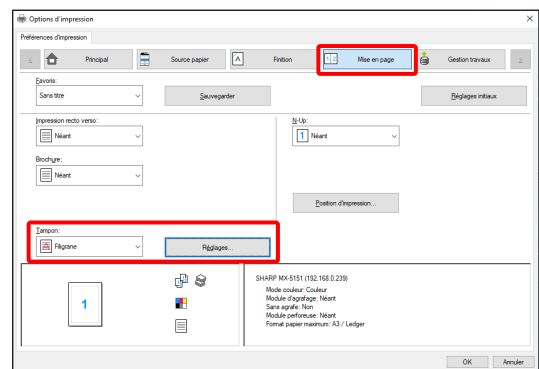 Options d'impression
Préférences d'impression
Principal
Source papier
A
Finition
1 2
Mise en page
Gestion travaux
Favoris:
Sans titre
Sauvegarder
Réglages initiaux
Impression recto verso:
Néant
N-Up:
1
Néant
Brochure:
Néant
Position d'impression...
Tampon:
Filigrane
Réglages...
1
SHARP MX-5151 (192.168.0.239)
Mode couleur: Couleur
Module d'agrafage: Néant
Sans agrafe: Non
Module perforeuse: Néant
Format papier maximum: A3 / Ledger
OK
Annuler